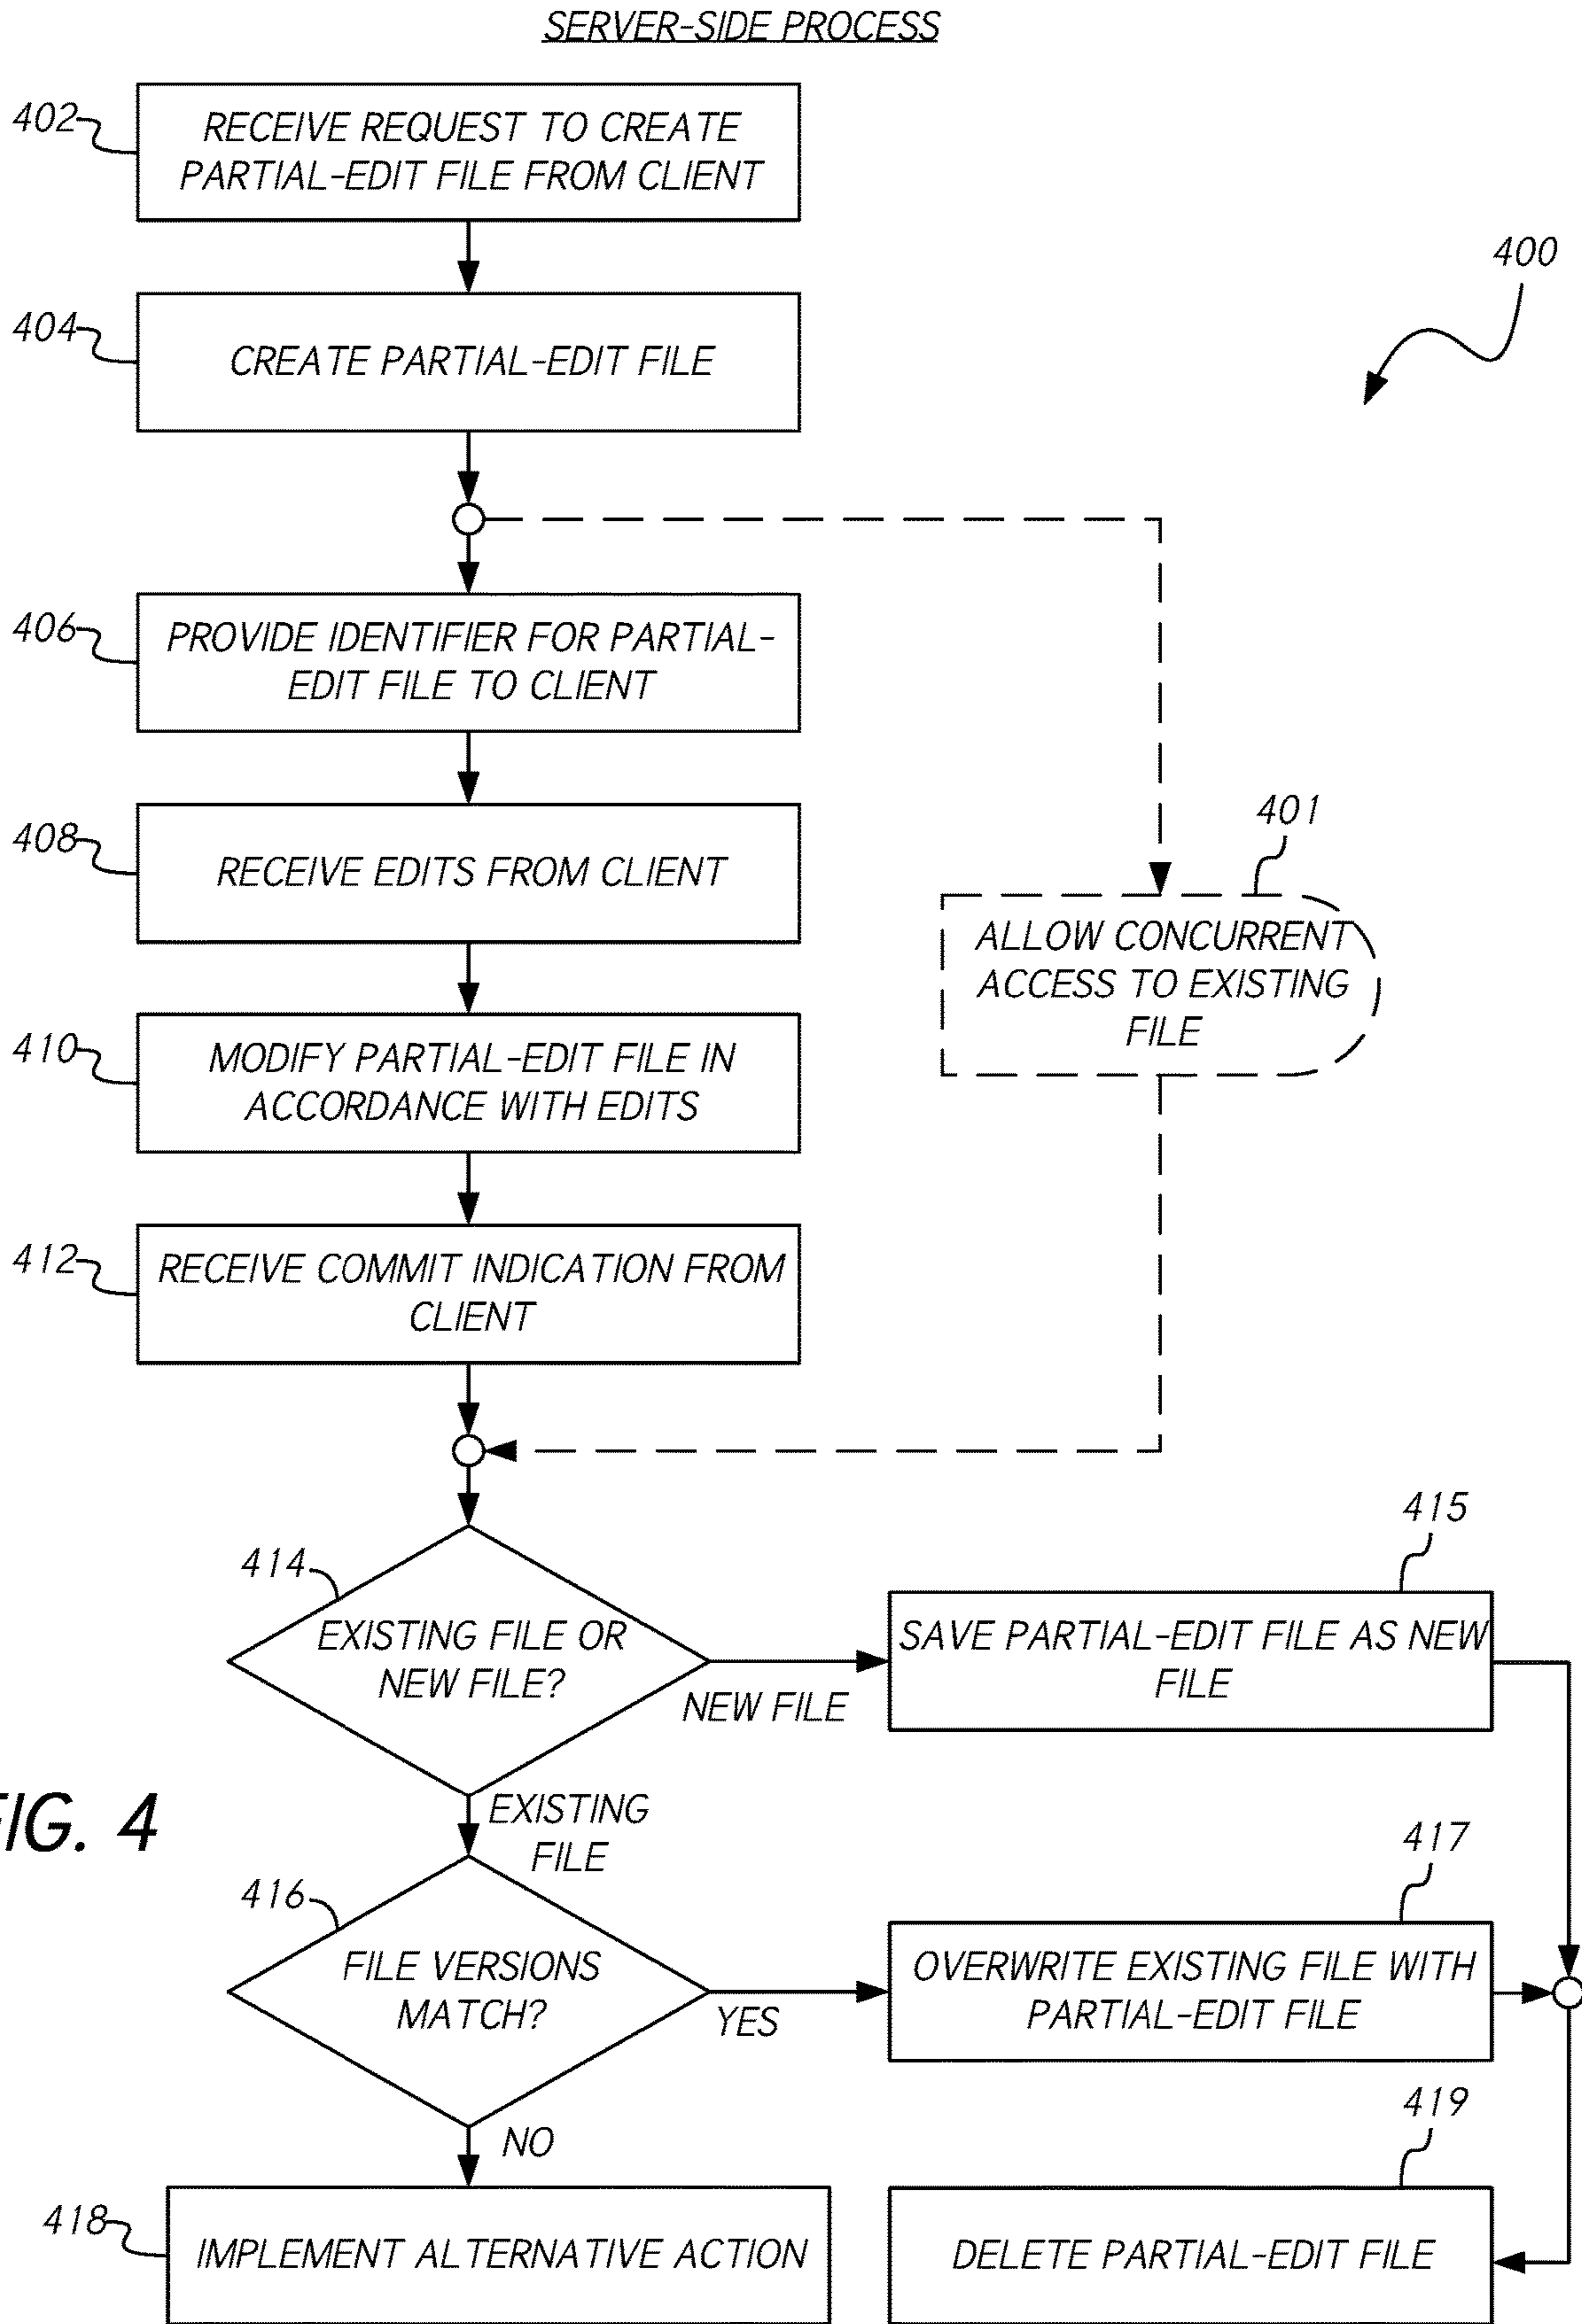 SERVER-SIDE PROCESS
402
RECEIVE REQUEST TO CREATE
PARTIAL-EDIT FILE FROM CLIENT
400
404
CREATE PARTIAL-EDIT FILE
406
PROVIDE IDENTIFIER FOR PARTIAL-
EDIT FILE TO CLIENT
408
RECEIVE EDITS FROM CLIENT
401
ALLOW CONCURRENT
ACCESS TO EXISTING
FILE
410
MODIFY PARTIAL-EDIT FILE IN
ACCORDANCE WITH EDITS
412
RECEIVE COMMIT INDICATION FROM
CLIENT
414
EXISTING FILE OR
NEW FILE?
NEW FILE
415
SAVE PARTIAL-EDIT FILE AS NEW
FILE
EXISTING
FILE
FIG. 4
416
FILE VERSIONS
MATCH?
YES
417
OVERWRITE EXISTING FILE WITH
PARTIAL-EDIT FILE
NO
418
IMPLEMENT ALTERNATIVE ACTION
419
DELETE PARTIAL-EDIT FILE